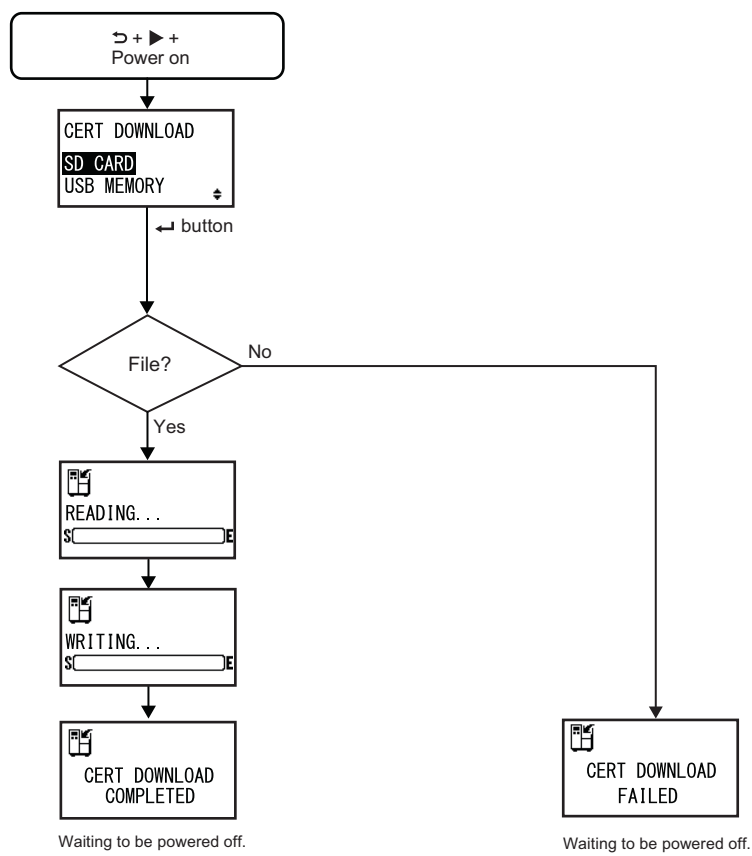 ⮌ + ▶ +
Power on
CERT DOWNLOAD
SD CARD
USB MEMORY
↵ button
File?
No
Yes
READING...
S E
WRITING...
S E
CERT DOWNLOAD
COMPLETED
Waiting to be powered off.
CERT DOWNLOAD
FAILED
Waiting to be powered off.